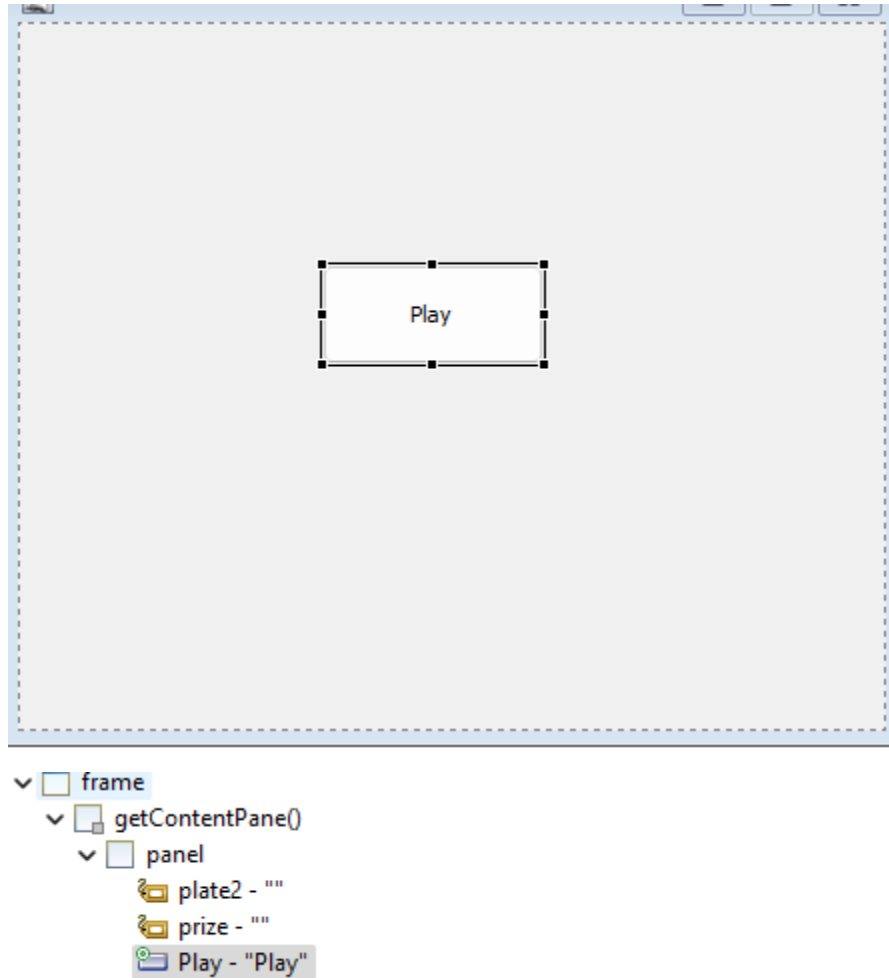 Play
frame
getContentPane()
panel
plate2 - ""
prize - ""
Play - "Play"